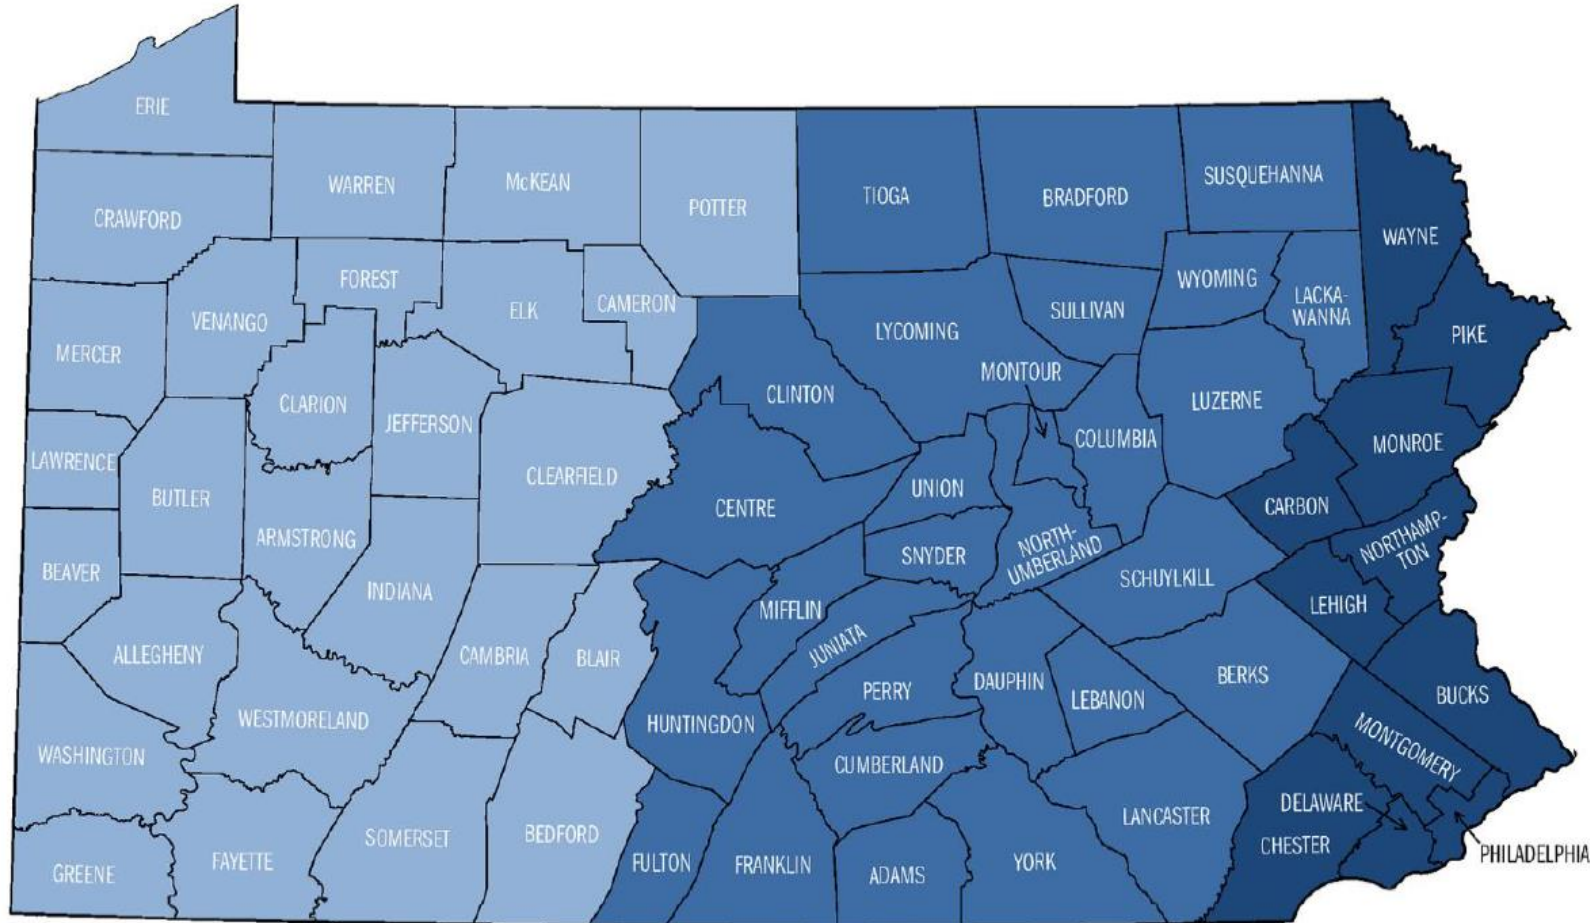 ERIE
WARREN
McKEAN
POTTER
TIOGA
BRADFORD
SUSQUEHANNA
WAYNE
CRAWFORD
FOREST
ELK
CAMERON
VENANGO
MERCER
LYCOMING
SULLIVAN
WYOMING
LACKA-
WANNA
PIKE
CLARION
JEFFERSON
CLINTON
MONTOUR
COLUMBIA
LUZERNE
MONROE
LAWRENCE
BUTLER
CLEARFIELD
CENTRE
UNION
CARBON
ARMSTRONG
SNYDER
NORTH-
UMBERLAND
SCHUYLKILL
NORTHAMP-
TON
BEAVER
INDIANA
MIFFLIN
LEHIGH
ALLEGHENY
CAMBRIA
BLAIR
JUNIATA
PERRY
DAUPHIN
LEBANON
BERKS
BUCKS
WESTMORELAND
HUNTINGDON
MONTGOMERY
WASHINGTON
CUMBERLAND
LANCASTER
DELAWARE
CHESTER
PHILADELPHIA
GREENE
FAYETTE
SOMERSET
BEDFORD
FULTON
FRANKLIN
ADAMS
YORK